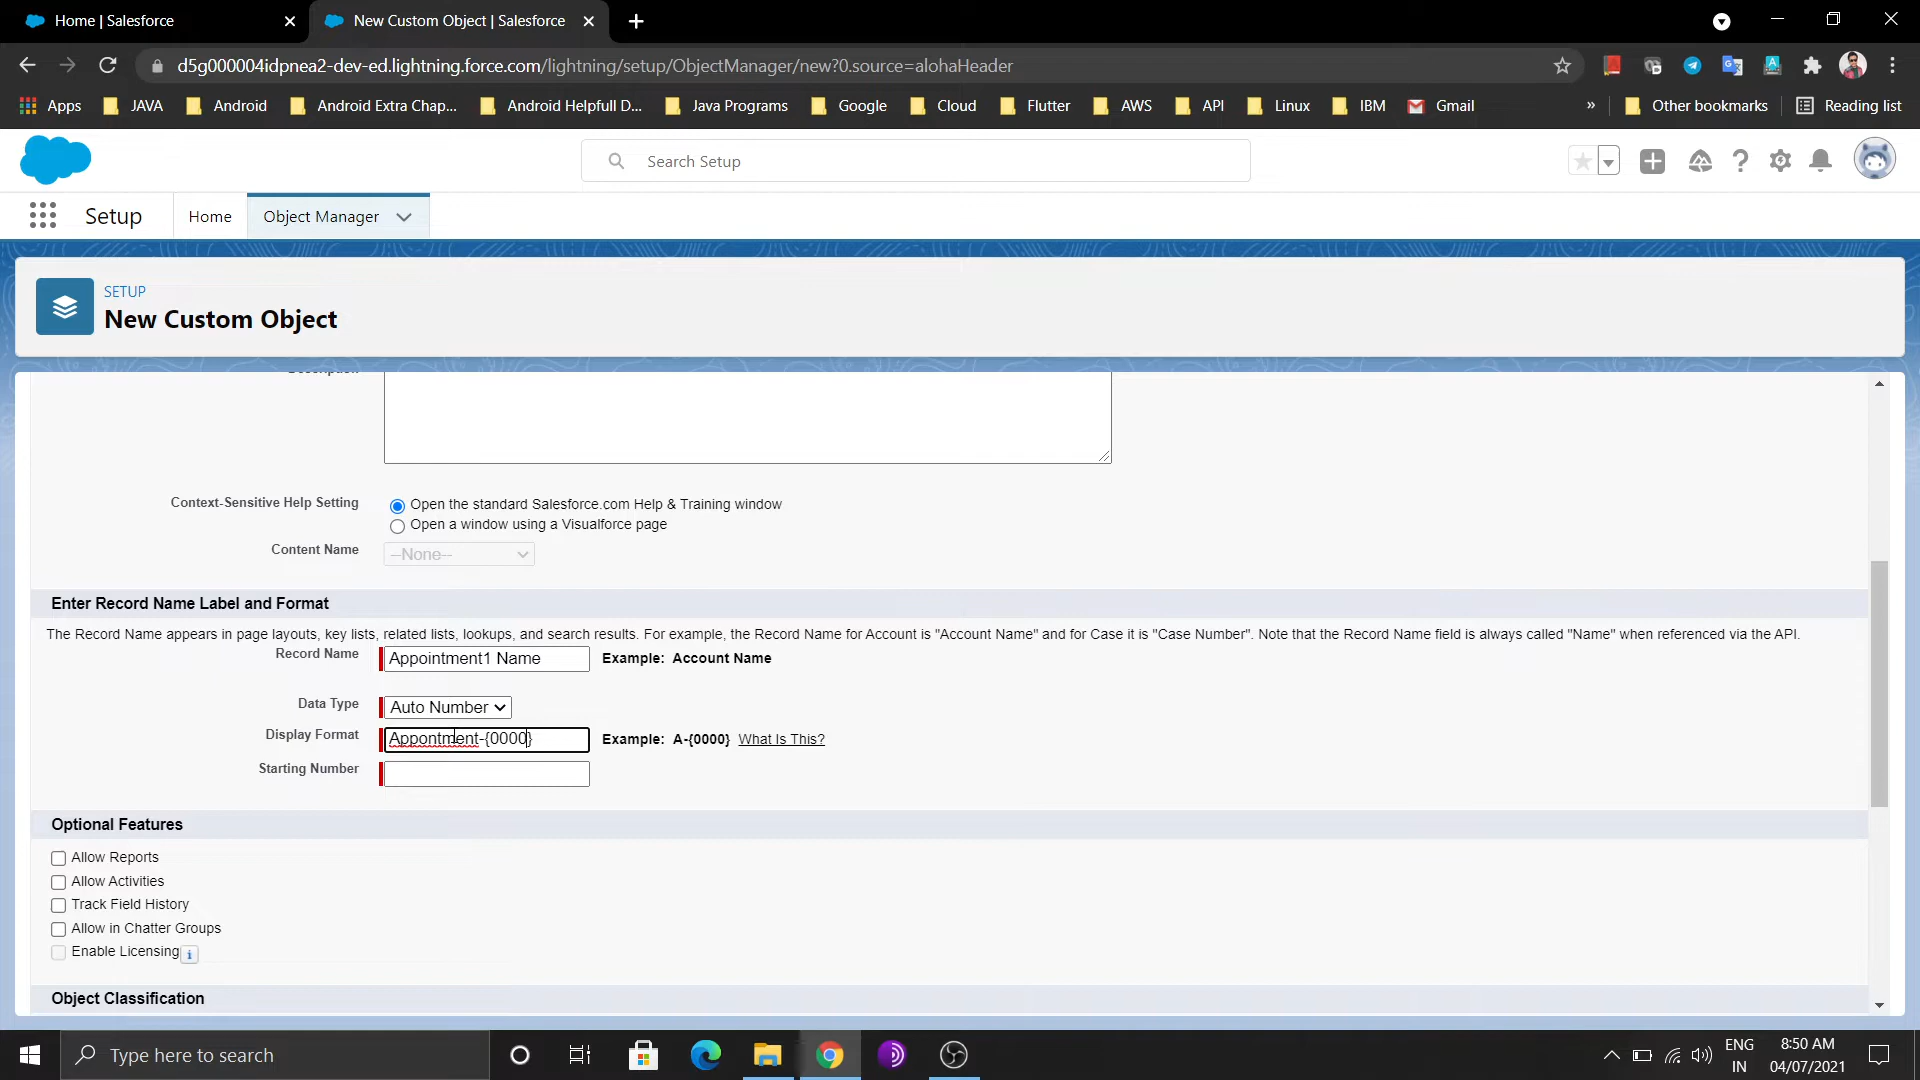 Home | Salesforce
New Custom Object | Salesforce
d5g000004idpnea2-dev-ed.lightning.force.com/lightning/setup/ObjectManager/new?0.source=alohaHeader
Apps JAVA Android Android Extra Chap... Android Helpfull D... Java Programs Google Cloud Flutter AWS API Linux IBM Gmail » Other bookmarks Reading list
Search Setup
Setup Home Object Manager
SETUP
New Custom Object
Context-Sensitive Help Setting Open the standard Salesforce.com Help & Training window
Open a window using a Visualforce page
Content Name --None--
Enter Record Name Label and Format
The Record Name appears in page layouts, key lists, related lists, lookups, and search results. For example, the Record Name for Account is "Account Name" and for Case it is "Case Number". Note that the Record Name field is always called "Name" when referenced via the API.
Record Name Appointment1 Name Example: Account Name
Data Type Auto Number
Display Format Appontment-{0000} Example: A-{0000} What Is This?
Starting Number
Optional Features
Allow Reports
Allow Activities
Track Field History
Allow in Chatter Groups
Enable Licensing i
Object Classification
Type here to search
ENG
IN
8:50 AM
04/07/2021